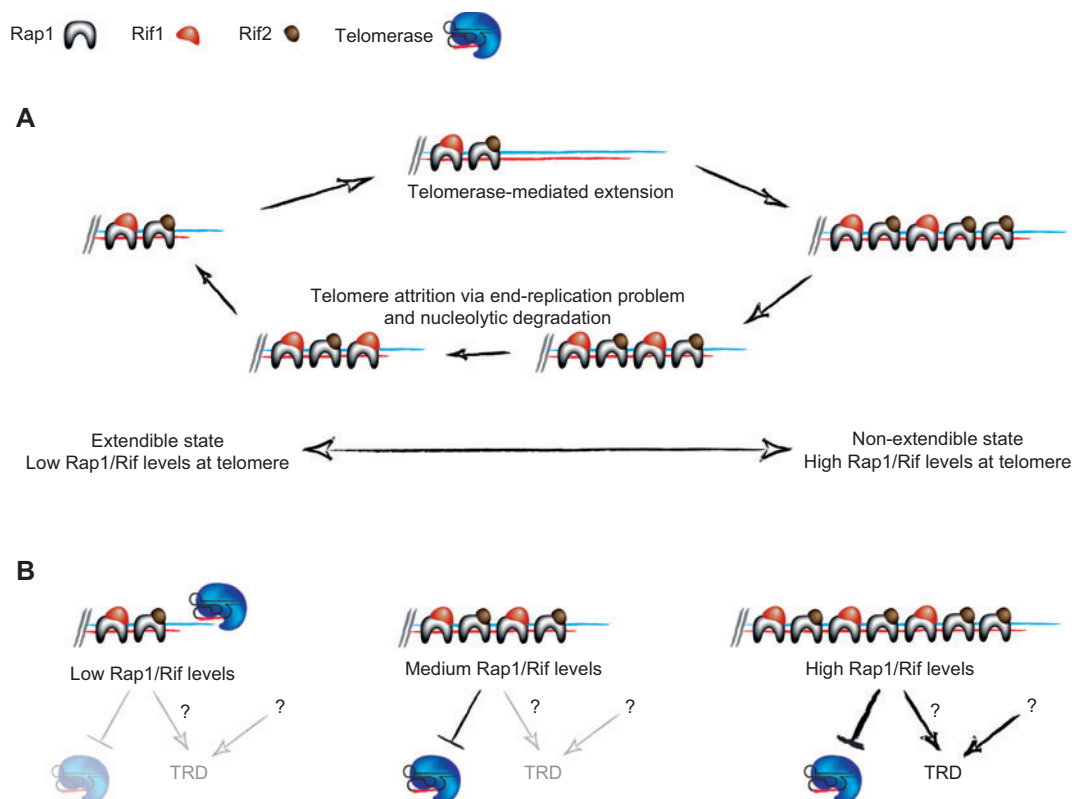 Rap1 Rif1 Rif2 Telomerase
A
Telomerase-mediated extension
Telomere attrition via end-replication problem
and nucleolytic degradation
Extendible state
Low Rap1/Rif levels at telomere
Non-extendible state
High Rap1/Rif levels at telomere
B
Low Rap1/Rif levels
Medium Rap1/Rif levels
High Rap1/Rif levels
? ? ? ? ? ?
TRD TRD TRD